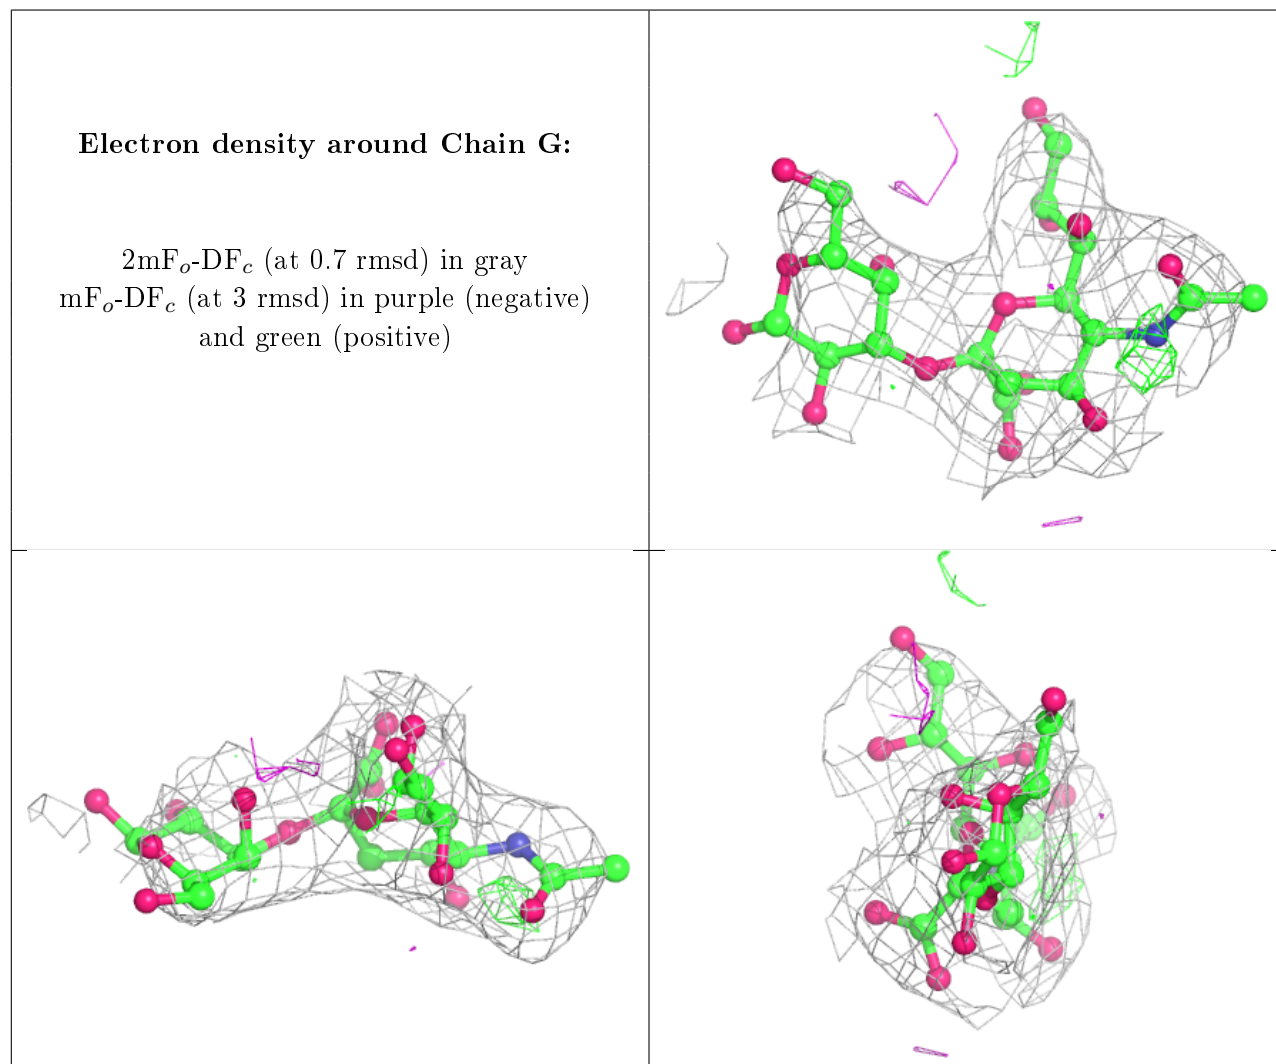 Electron density around Chain G:
2mFo-DFc (at 0.7 rmsd) in gray
mFo-DFc (at 3 rmsd) in purple (negative)
and green (positive)